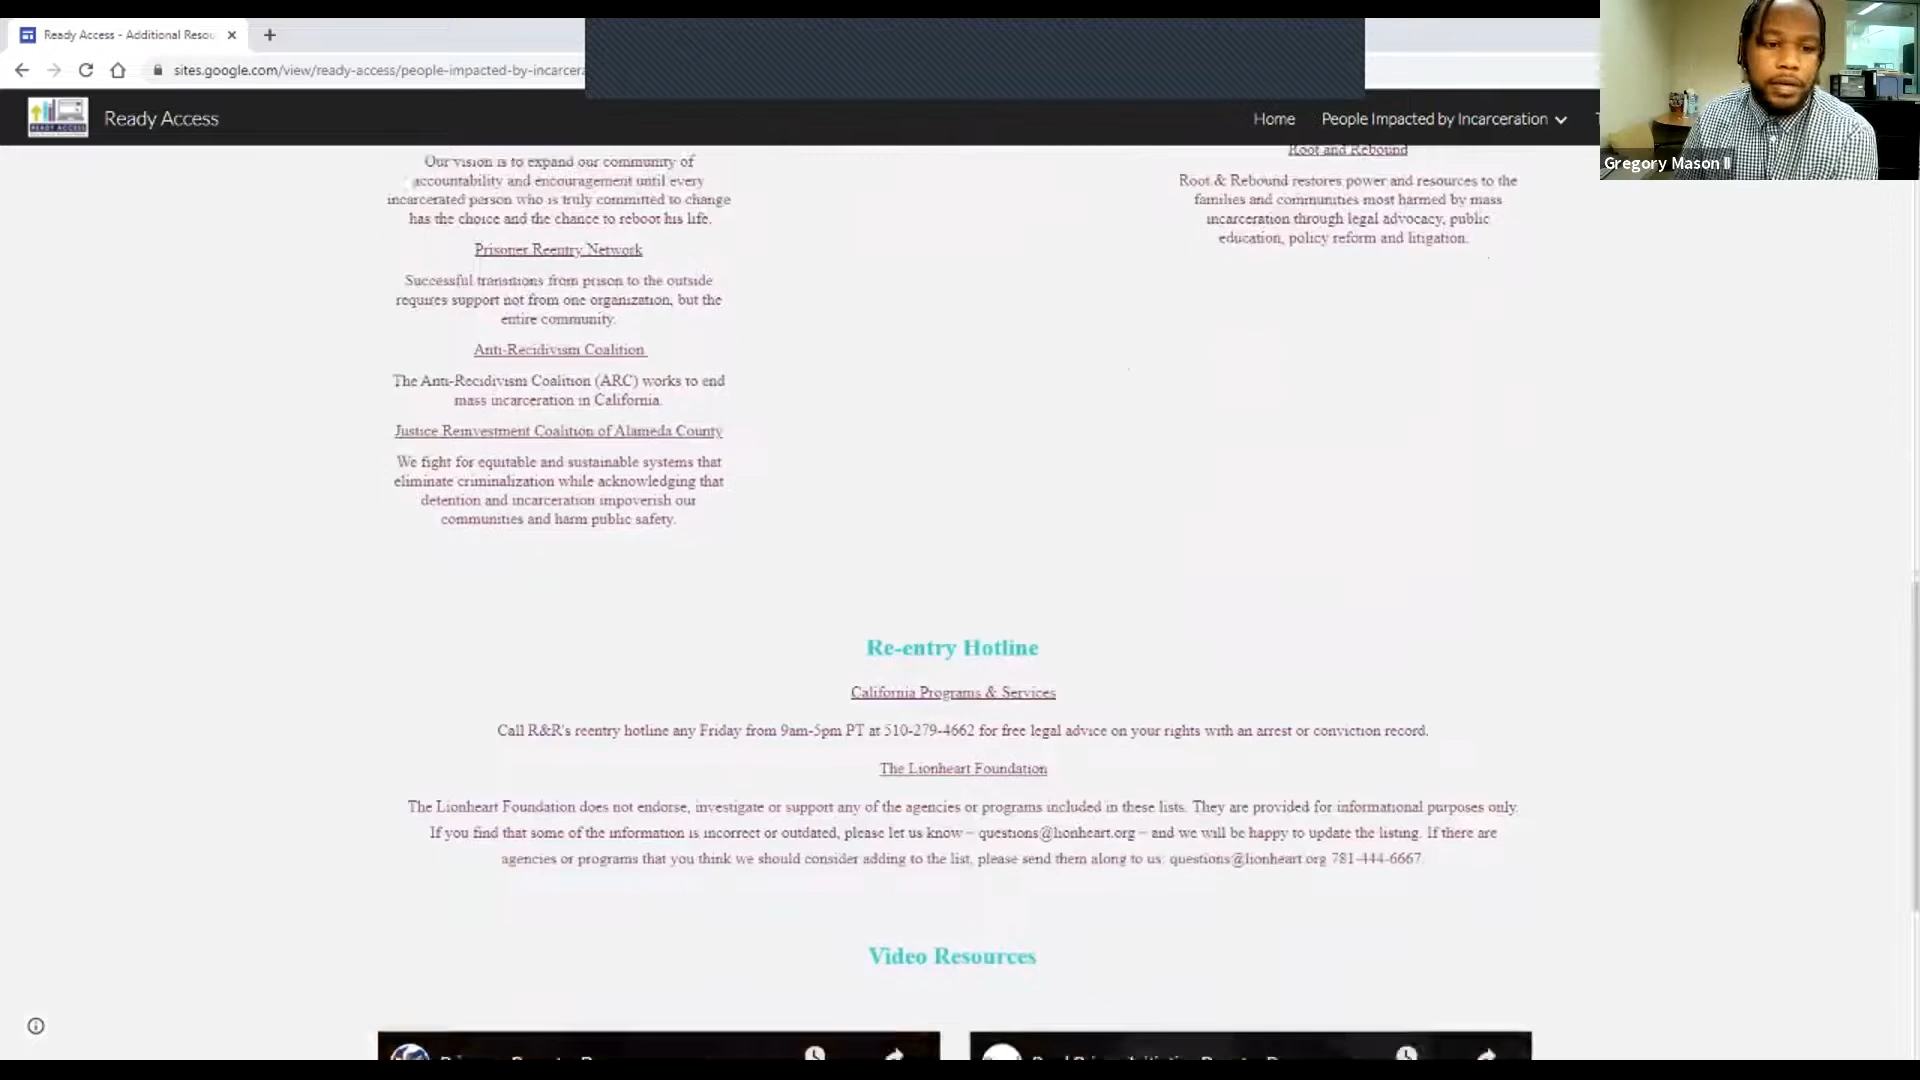 Ready Access - Additional Resou
sites.google.com/view/ready-access/people-impacted-by-incarcera
READY ACCESS
Ready Access
Home
People Impacted by Incarceration
Gregory Mason II
Our vision is to expand our community of
accountability and encouragement until every
incarcerated person who is truly committed to change
has the choice and the chance to reboot his life.
Prisoner Reentry Network
Successful transitions from prison to the outside
requires support not from one organization, but the
entire community.
Anti-Recidivism Coalition
The Anti-Recidivism Coalition (ARC) works to end
mass incarceration in California.
Justice Reinvestment Coalition of Alameda County
We fight for equitable and sustainable systems that
eliminate criminalization while acknowledging that
detention and incarceration impoverish our
communities and harm public safety.
Root and Rebound
Root & Rebound restores power and resources to the
families and communities most harmed by mass
incarceration through legal advocacy, public
education, policy reform and litigation.
Re-entry Hotline
California Programs & Services
Call R&R's reentry hotline any Friday from 9am-5pm PT at 510-279-4662 for free legal advice on your rights with an arrest or conviction record.
The Lionheart Foundation
The Lionheart Foundation does not endorse, investigate or support any of the agencies or programs included in these lists. They are provided for informational purposes only.
If you find that some of the information is incorrect or outdated, please let us know – questions@lionheart.org – and we will be happy to update the listing. If there are
agencies or programs that you think we should consider adding to the list, please send them along to us: questions@lionheart.org 781-444-6667.
Video Resources